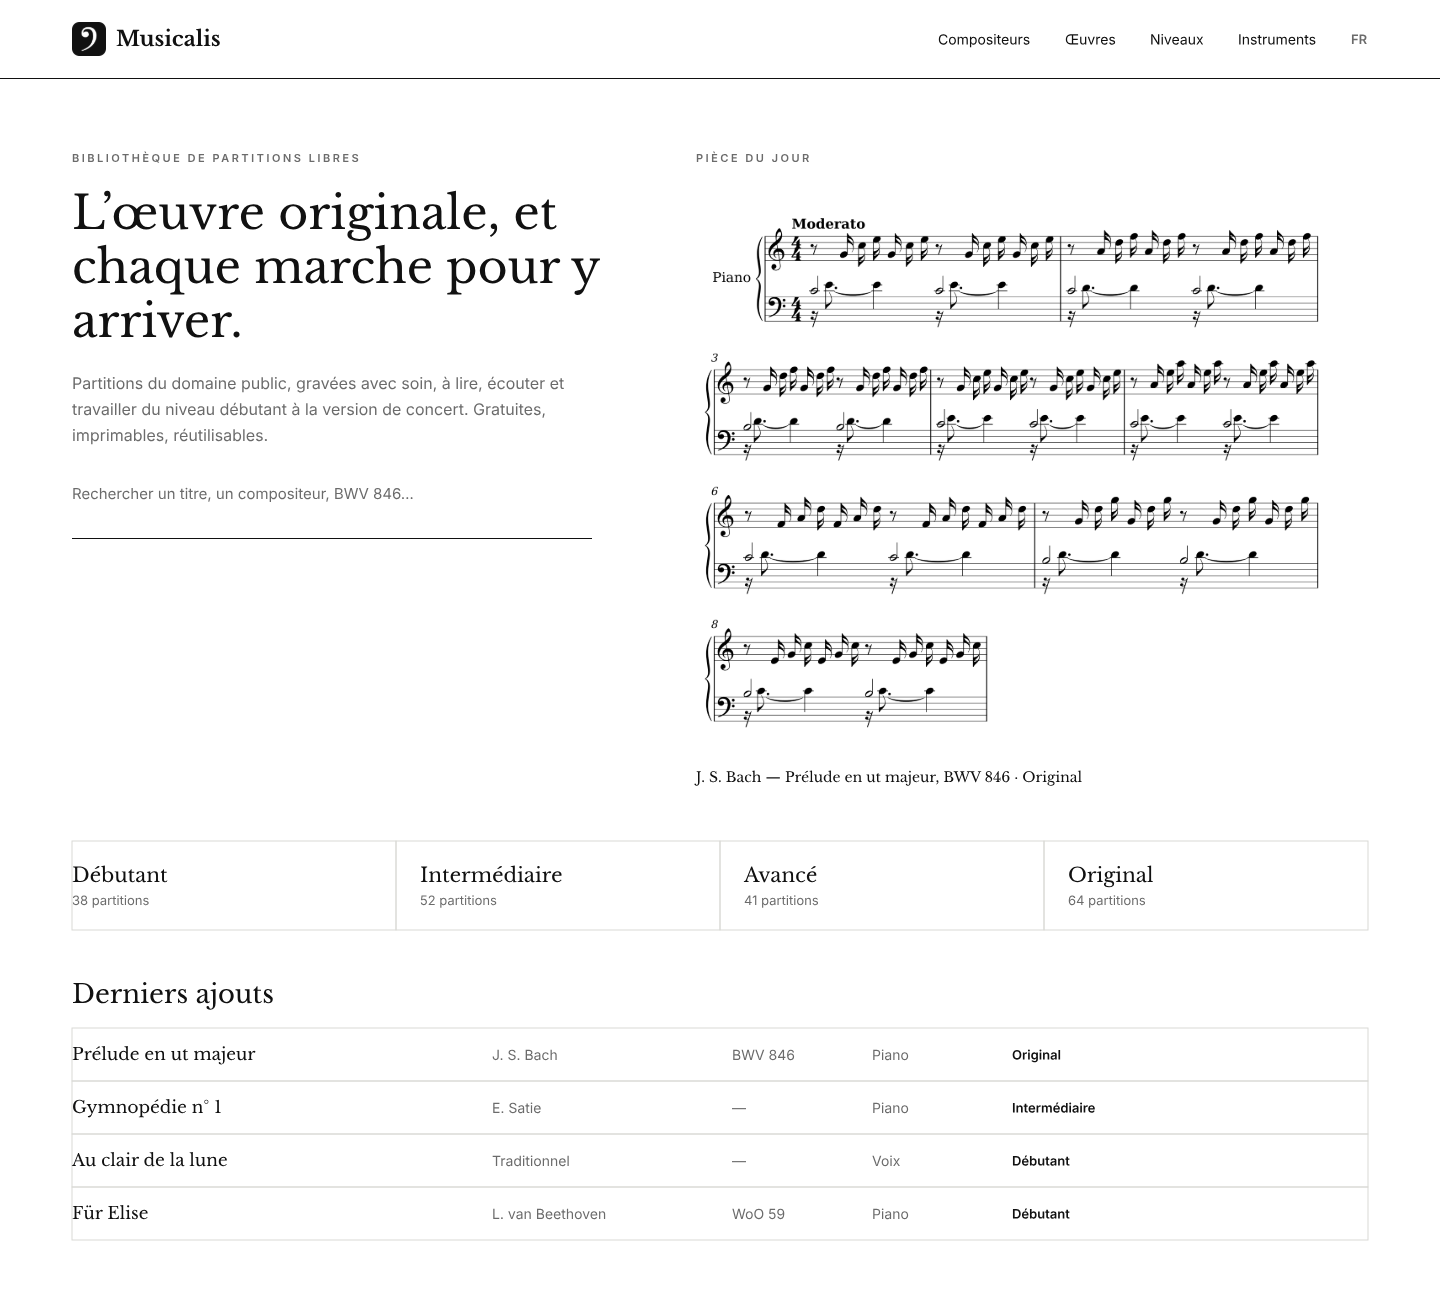 Musicalis
Compositeurs Œuvres Niveaux Instruments FR
BIBLIOTHÈQUE DE PARTITIONS LIBRES
L’œuvre originale, et
chaque marche pour y
arriver.
Partitions du domaine public, gravées avec soin, à lire, écouter et
travailler du niveau débutant à la version de concert. Gratuites,
imprimables, réutilisables.
Rechercher un titre, un compositeur, BWV 846…
PIÈCE DU JOUR
Moderato
Piano
3
6
8
J. S. Bach — Prélude en ut majeur, BWV 846 · Original
Débutant
38 partitions
Intermédiaire
52 partitions
Avancé
41 partitions
Original
64 partitions
Derniers ajouts
Prélude en ut majeur J. S. Bach BWV 846 Piano Original
Gymnopédie n° 1 E. Satie — Piano Intermédiaire
Au clair de la lune Traditionnel — Voix Débutant
Für Elise L. van Beethoven WoO 59 Piano Débutant